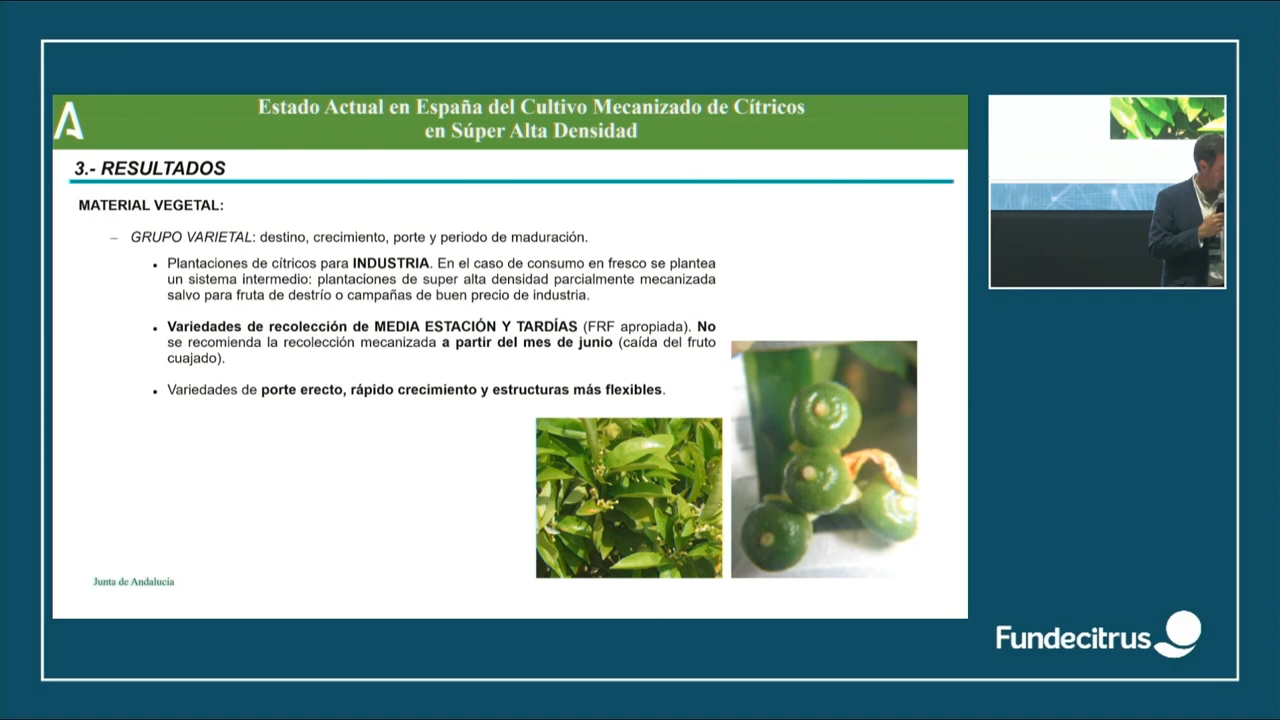 Estado Actual en España del Cultivo Mecanizado de Cítricos
en Súper Alta Densidad
3.- RESULTADOS
MATERIAL VEGETAL:
– GRUPO VARIETAL: destino, crecimiento, porte y periodo de maduración.
• Plantaciones de cítricos para INDUSTRIA. En el caso de consumo en fresco se plantea
un sistema intermedio: plantaciones de super alta densidad parcialmente mecanizada
salvo para fruta de destrío o campañas de buen precio de industria.
• Variedades de recolección de MEDIA ESTACIÓN Y TARDÍAS (FRF apropiada). No
se recomienda la recolección mecanizada a partir del mes de junio (caída del fruto
cuajado).
• Variedades de porte erecto, rápido crecimiento y estructuras más flexibles.
Junta de Andalucía
Fundecitrus